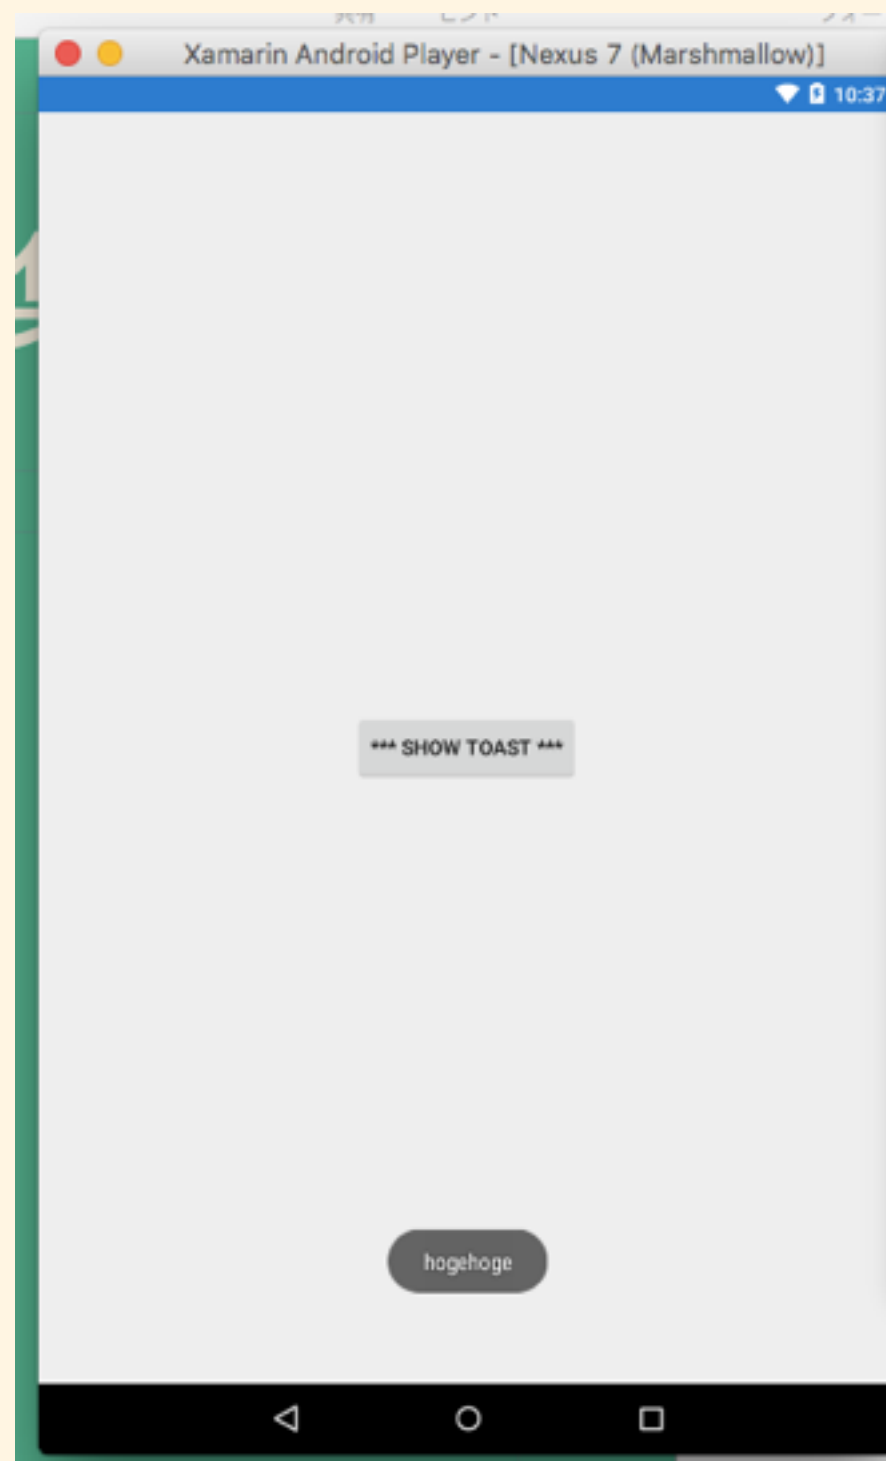 Xamarin Android Player - [Nexus 7 (Marshmallow)]
10:37
*** SHOW TOAST ***
hogehoge